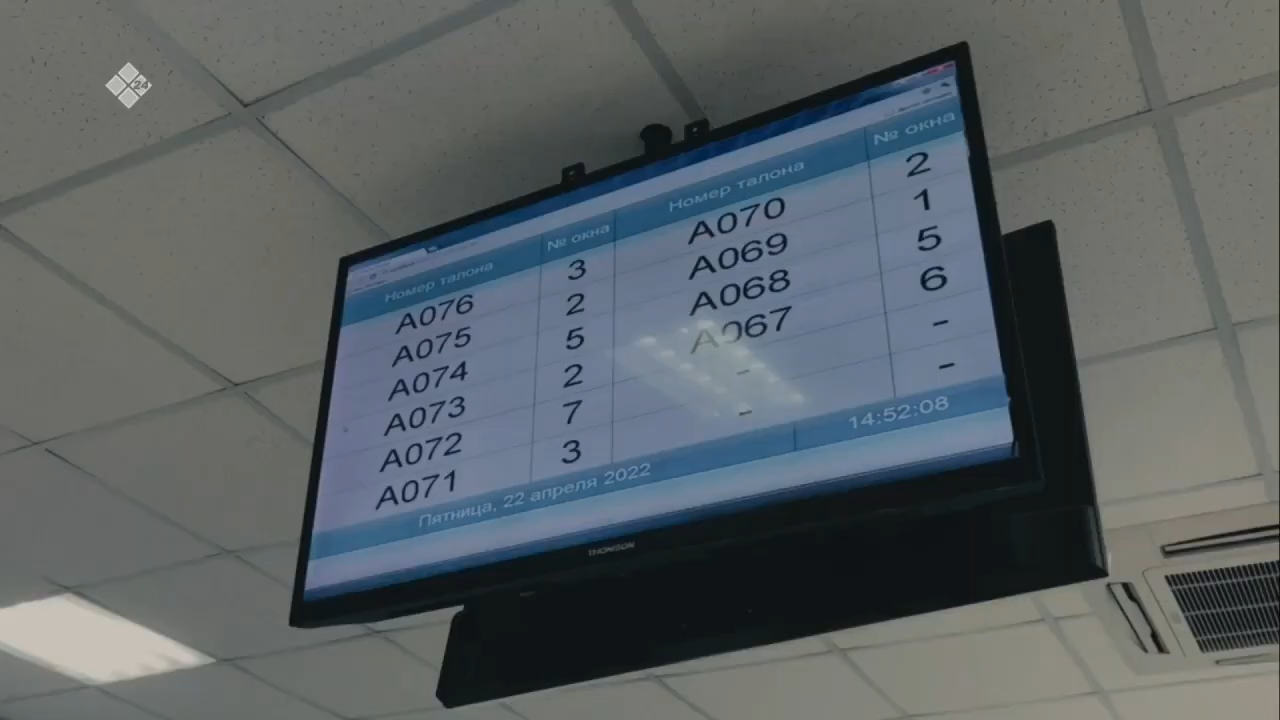 24
Номер талона № окна
A076 3
A075 2
A074 5
A073 2
A072 7
A071 3
Номер талона № окна
A070 2
A069 1
A068 5
A067 6
- -
- -
Пятница, 22 апреля 2022
14:52:08
THOMSON